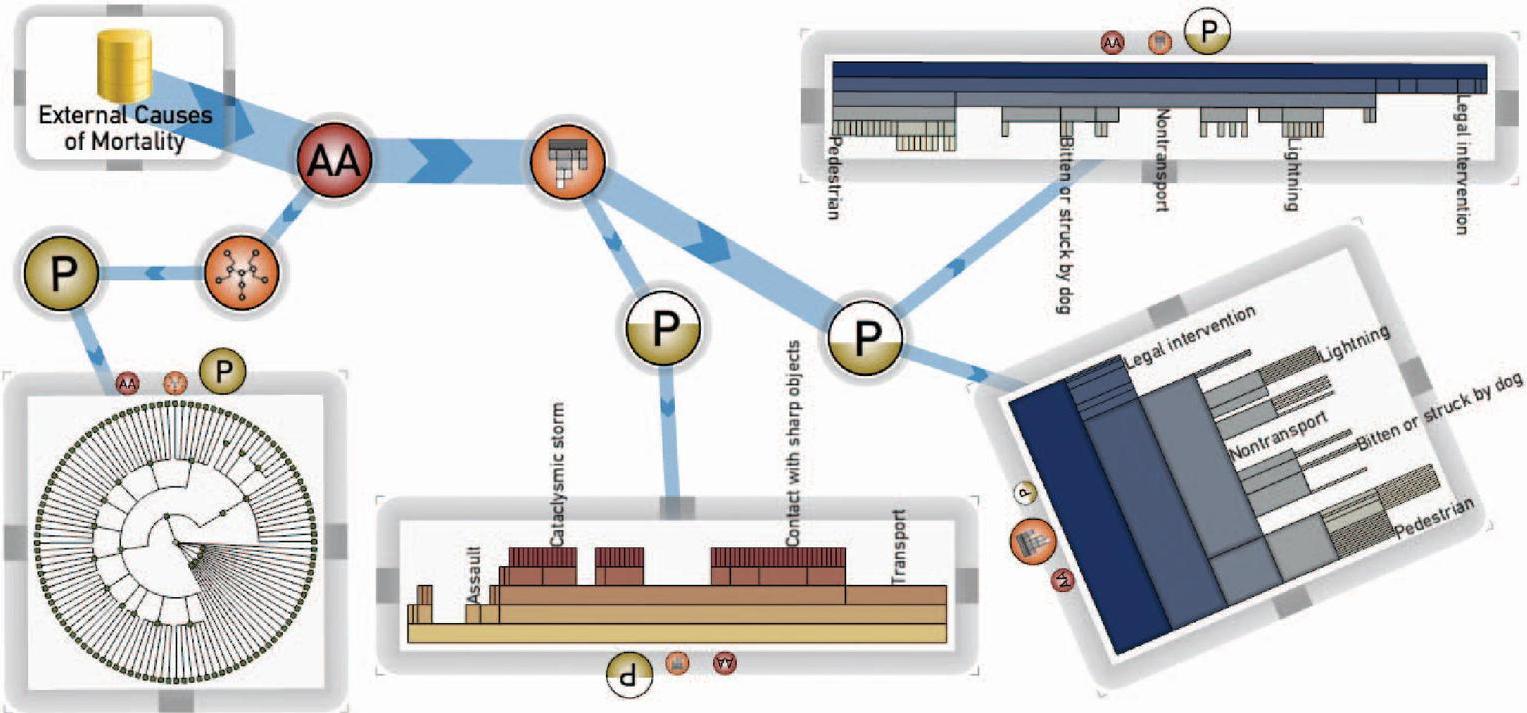 External Causes
of Mortality
AA
P
AA
P
P
P
AA
P
Pedestrian
Bitten or struck by dog
Nontransport
Lightning
Legal intervention
Legal intervention
Lightning
Nontransport
Bitten or struck by dog
Pedestrian
P
AA
Assault
Cataclysmic storm
Contact with sharp objects
Transport
P
AA